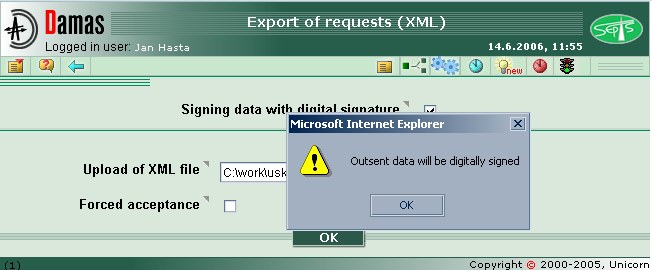 Damas
Export of requests (XML)
SEPTS
Logged in user: Jan Hasta
14.6.2006, 11:55
new
Signing data with digital signature
Microsoft Internet Explorer
Outsent data will be digitally signed
Upload of XML file
C:\work\usk
OK
Forced acceptance
OK
(1)
Copyright © 2000-2005, Unicorn